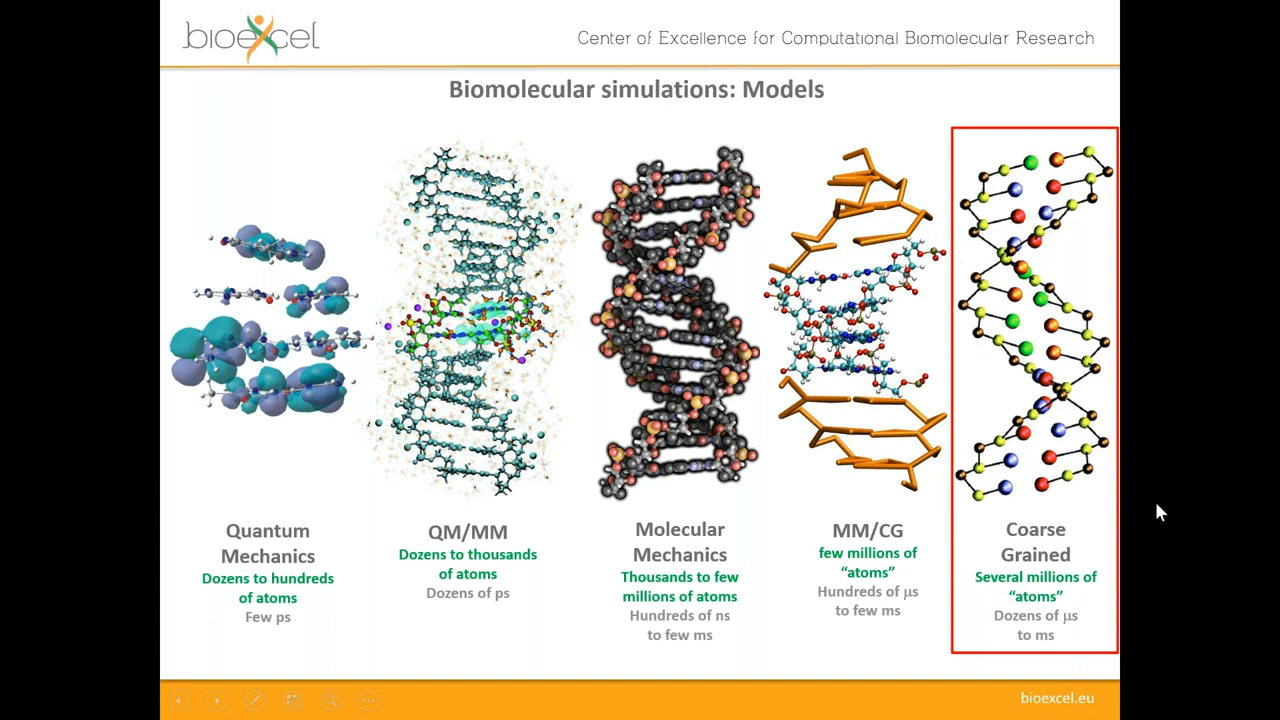 bioexcel
Center of Excellence for Computational Biomolecular Research
Biomolecular simulations: Models
Quantum
Mechanics
Dozens to hundreds
of atoms
Few ps
QM/MM
Dozens to thousands
of atoms
Dozens of ps
Molecular
Mechanics
Thousands to few
millions of atoms
Hundreds of ns
to few ms
MM/CG
few millions of
“atoms”
Hundreds of μs
to few ms
Coarse
Grained
Several millions of
“atoms”
Dozens of μs
to ms
bioexcel.eu